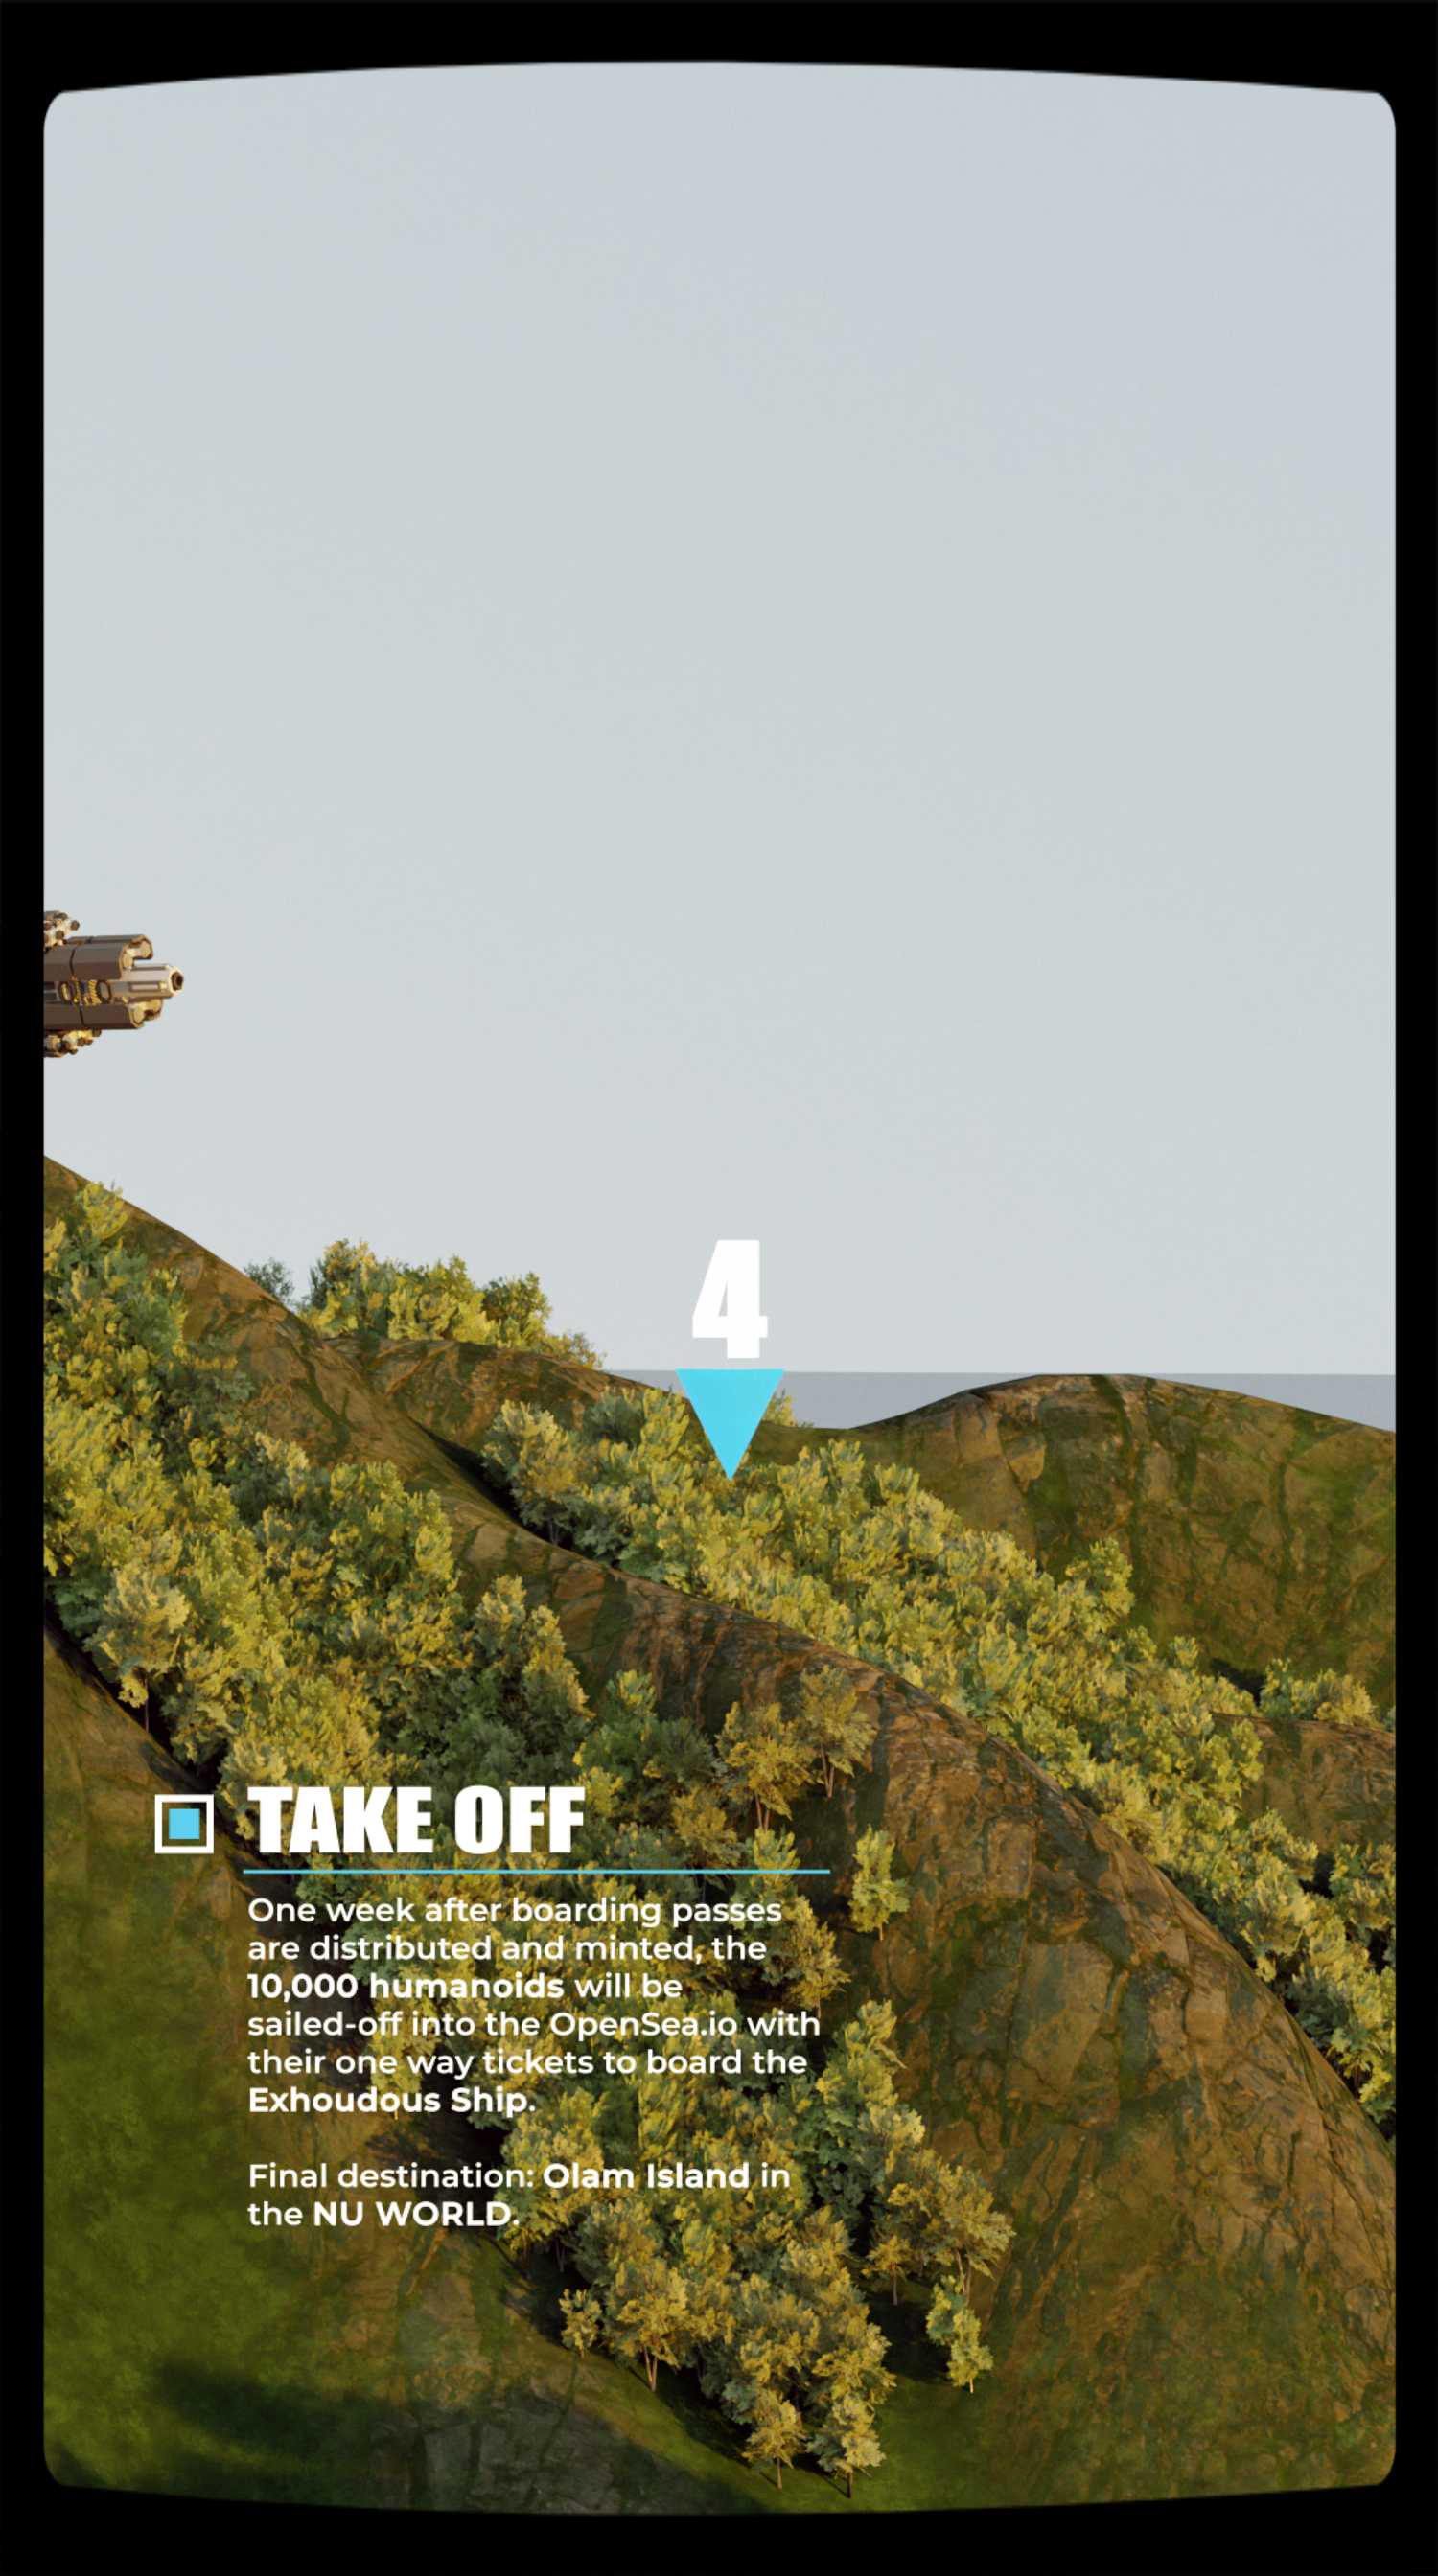 4
TAKE OFF
One week after boarding passes
are distributed and minted, the
10,000 humanoids will be
sailed-off into the OpenSea.io with
their one way tickets to board the
Exhoudous Ship.
Final destination: Olam Island in
the NU WORLD.